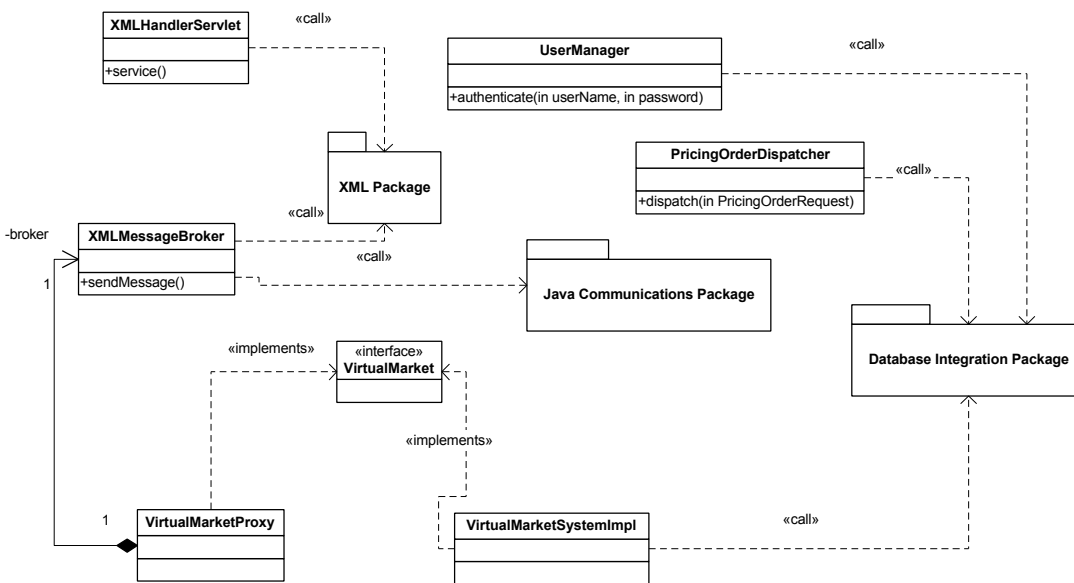 XMLHandlerServlet
+service()
«call»
UserManager
+authenticate(in userName, in password)
«call»
PricingOrderDispatcher
+dispatch(in PricingOrderRequest)
«call»
XML Package
«call»
-broker
1
XMLMessageBroker
+sendMessage()
«call»
Java Communications Package
Database Integration Package
«implements»
«interface»
VirtualMarket
«implements»
1
VirtualMarketProxy
VirtualMarketSystemImpl
«call»